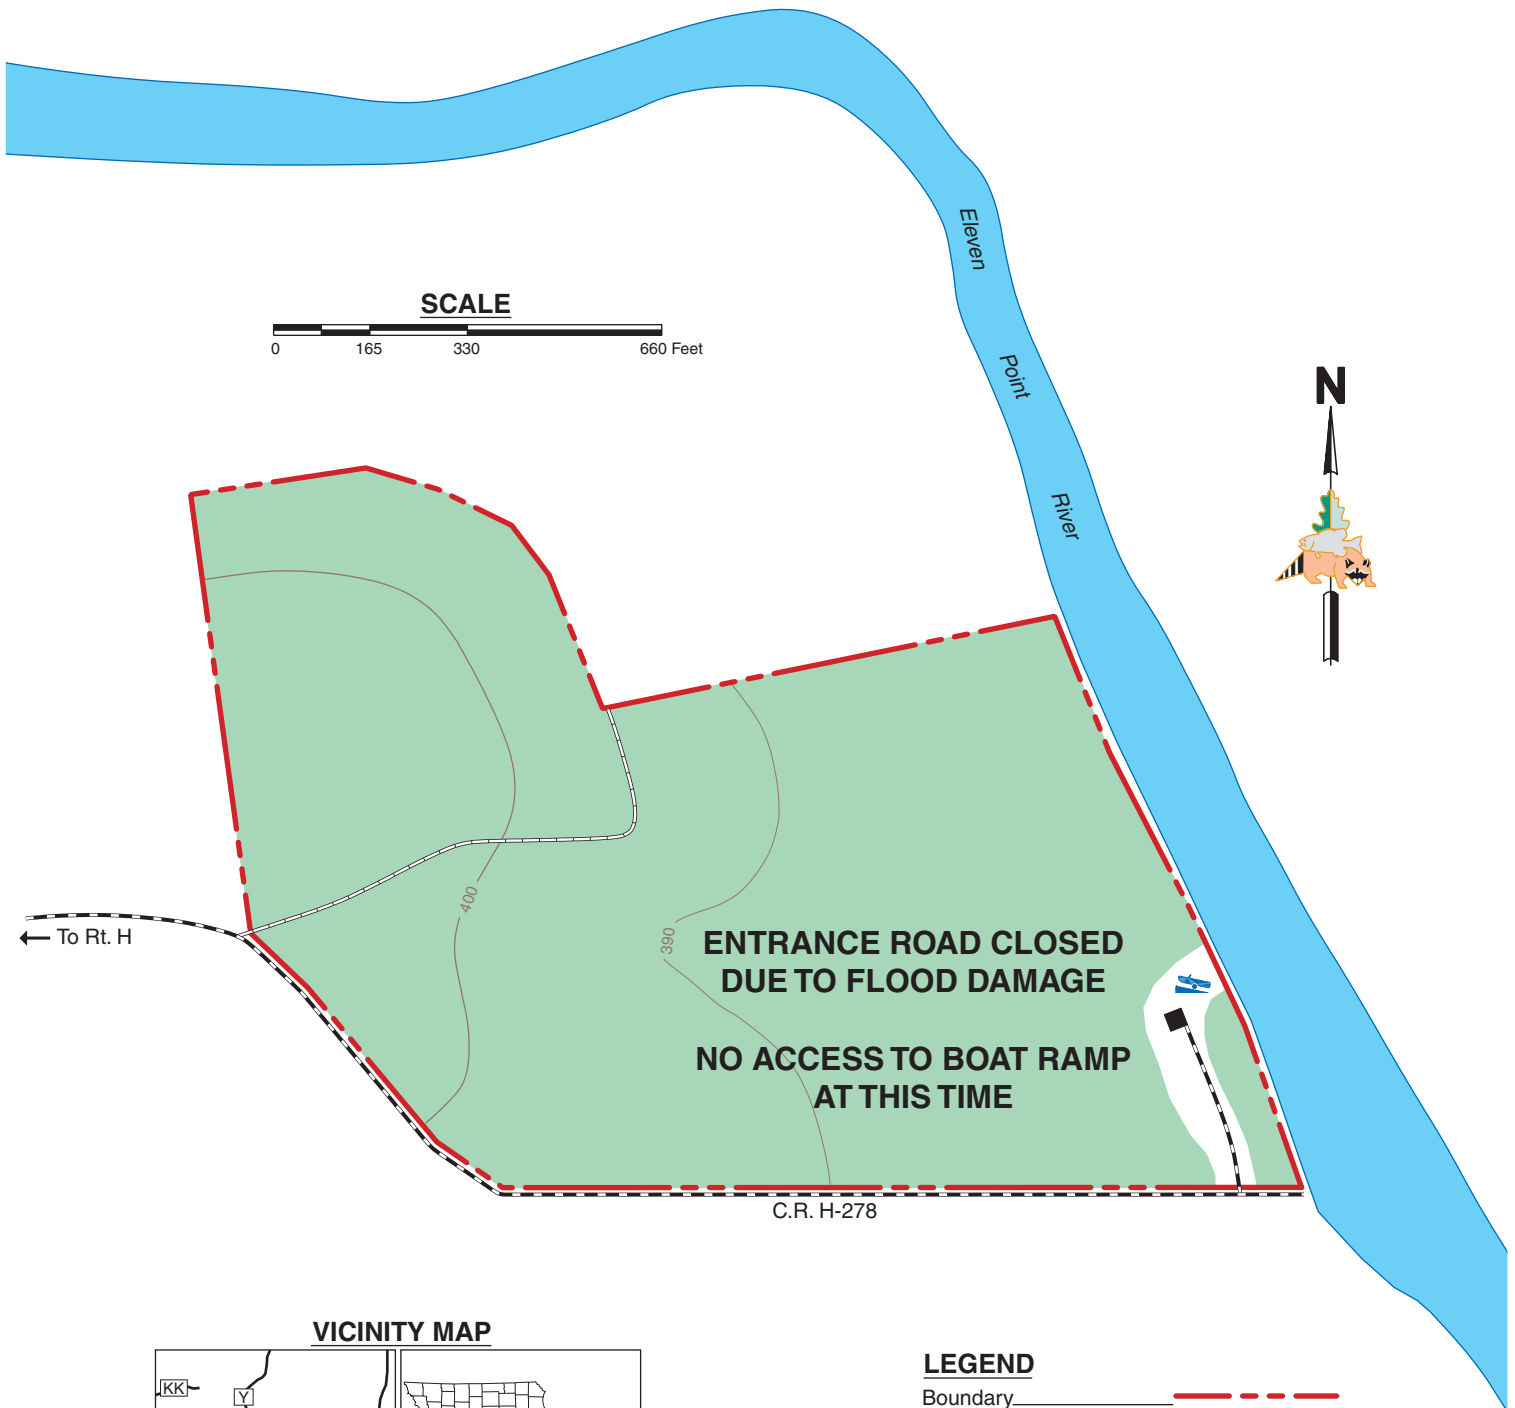 Eleven
Point
River
SCALE
0 165 330 660 Feet
N
400
390
To Rt. H
ENTRANCE ROAD CLOSED
DUE TO FLOOD DAMAGE
NO ACCESS TO BOAT RAMP
AT THIS TIME
C.R. H-278
VICINITY MAP
KK
Y
LEGEND
Boundary